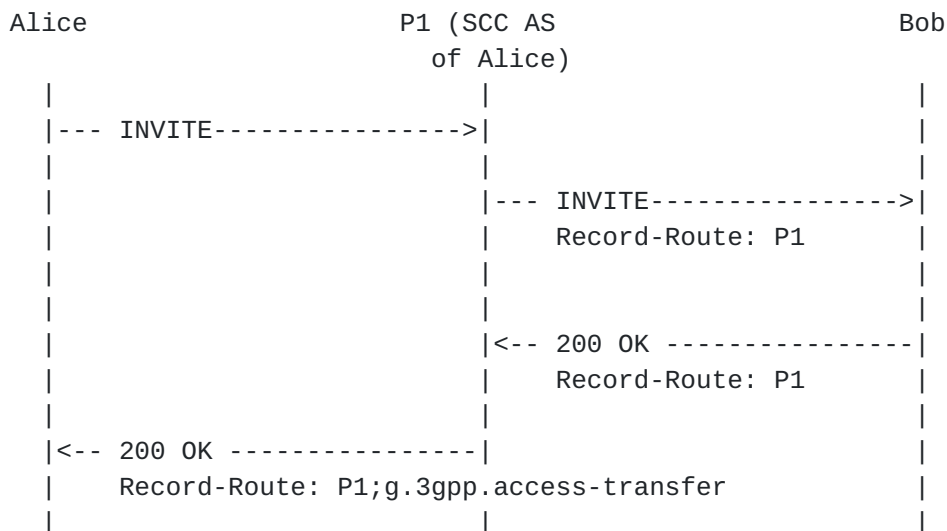 Alice                   P1 (SCC AS                        Bob
                          of Alice)
  |                           |                           |
  |--- INVITE---------------->|                           |
  |                           |                           |
  |                           |--- INVITE---------------->|
  |                           |    Record-Route: P1       |
  |                           |                           |
  |                           |                           |
  |                           |<-- 200 OK ----------------|
  |                           |    Record-Route: P1       |
  |                           |                           |
  |<-- 200 OK ----------------|                           |
  |    Record-Route: P1;g.3gpp.access-transfer            |
  |                           |                           |